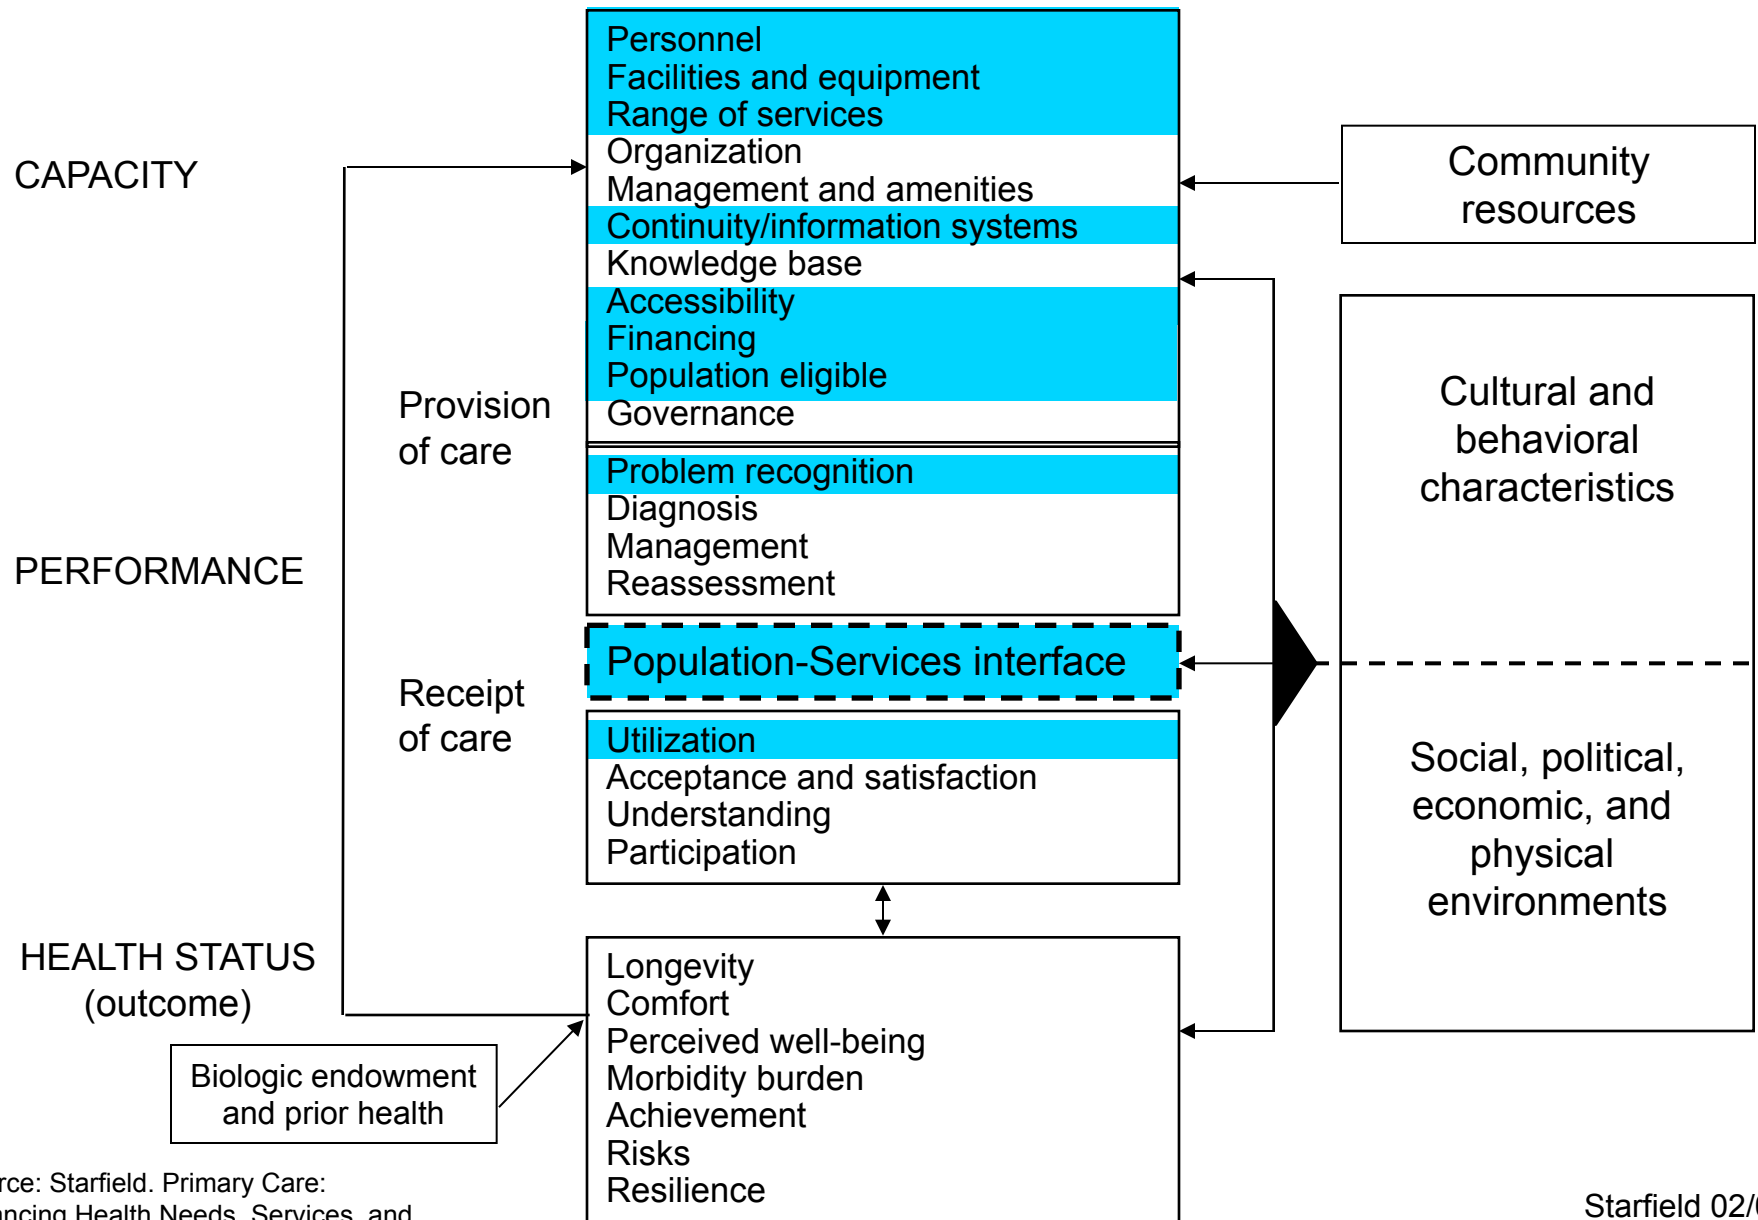 CAPACITY
Personnel
Facilities and equipment
Range of services
Organization
Management and amenities
Continuity/information systems
Knowledge base
Accessibility
Financing
Population eligible
Governance
Community
resources
Provision
of care
PERFORMANCE
Problem recognition
Diagnosis
Management
Reassessment
Population-Services interface
Receipt
of care
Utilization
Acceptance and satisfaction
Understanding
Participation
Cultural and
behavioral
characteristics
Social, political,
economic, and
physical
environments
HEALTH STATUS
(outcome)
Longevity
Comfort
Perceived well-being
Morbidity burden
Achievement
Risks
Resilience
Biologic endowment
and prior health
Starfield. Primary Care:
Health Needs, Services, and
Starfield